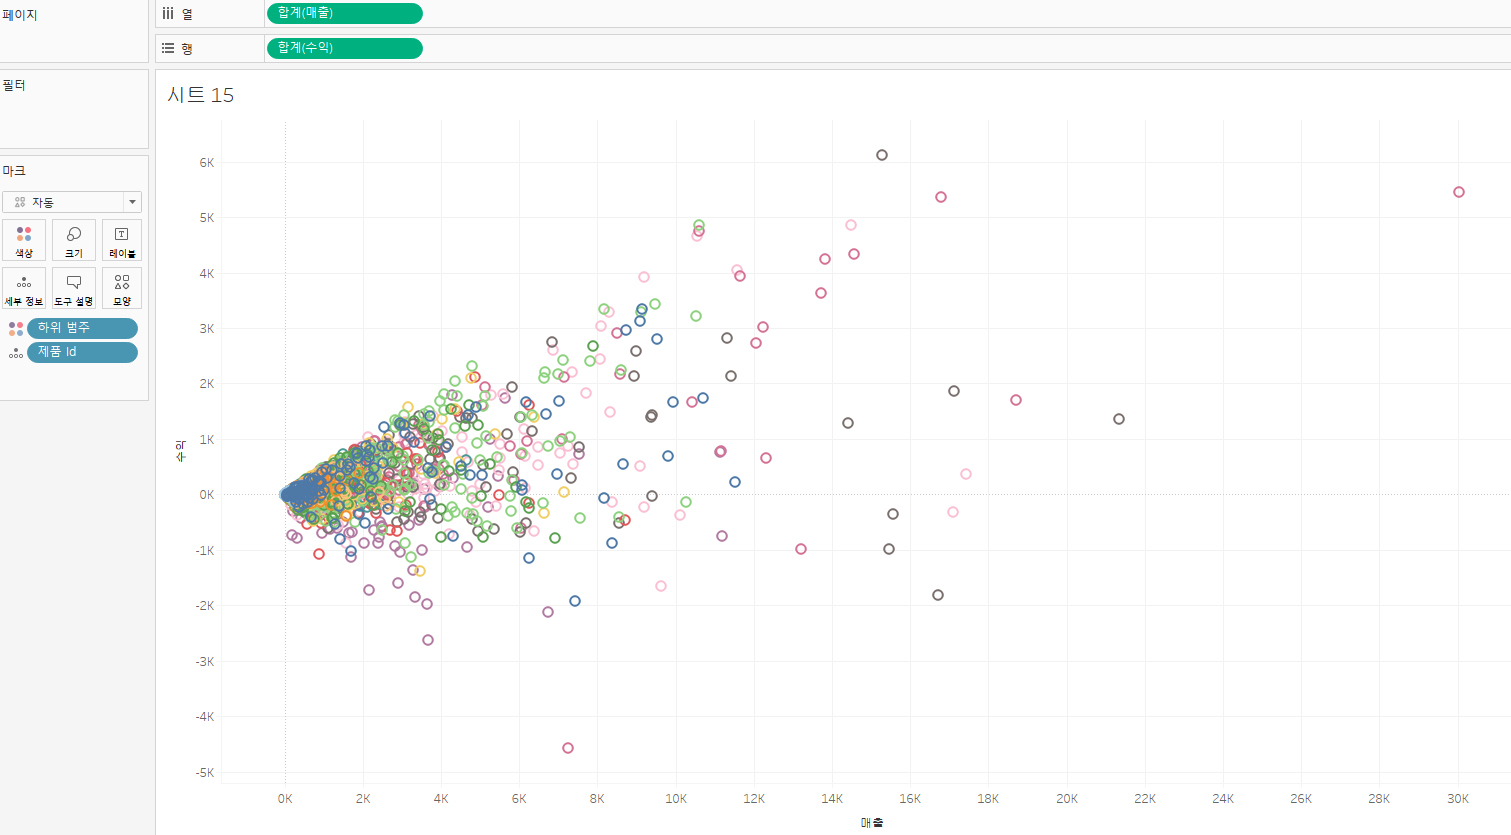 페이지
열
합계(매출)
행
합계(수익)
필터
시트 15
마크
자동
색상
크기
레이블
세부 정보
도구 설명
모양
하위 범주
제품 Id
수익
6K
5K
4K
3K
2K
1K
0K
-1K
-2K
-3K
-4K
-5K
0K 2K 4K 6K 8K 10K 12K 14K 16K 18K 20K 22K 24K 26K 28K 30K
매출